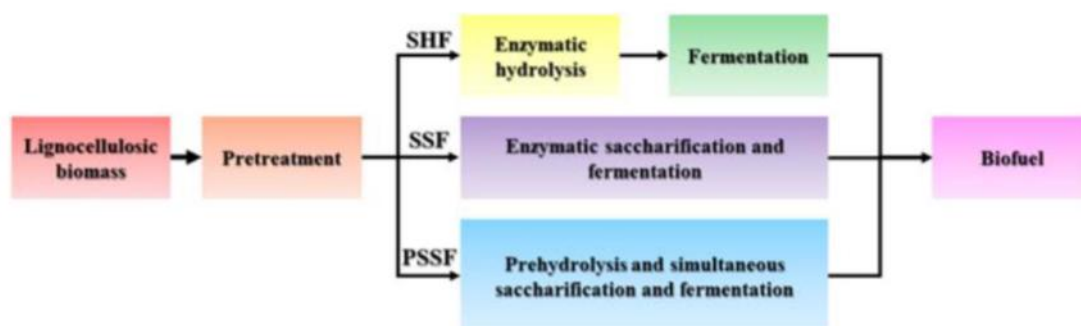 SHF
Enzymatic
hydrolysis
Fermentation
Lignocellulosic
biomass
Pretreatment
SSF
Enzymatic saccharification and
fermentation
Biofuel
PSSF
Prehydrolysis and simultaneous
saccharification and fermentation